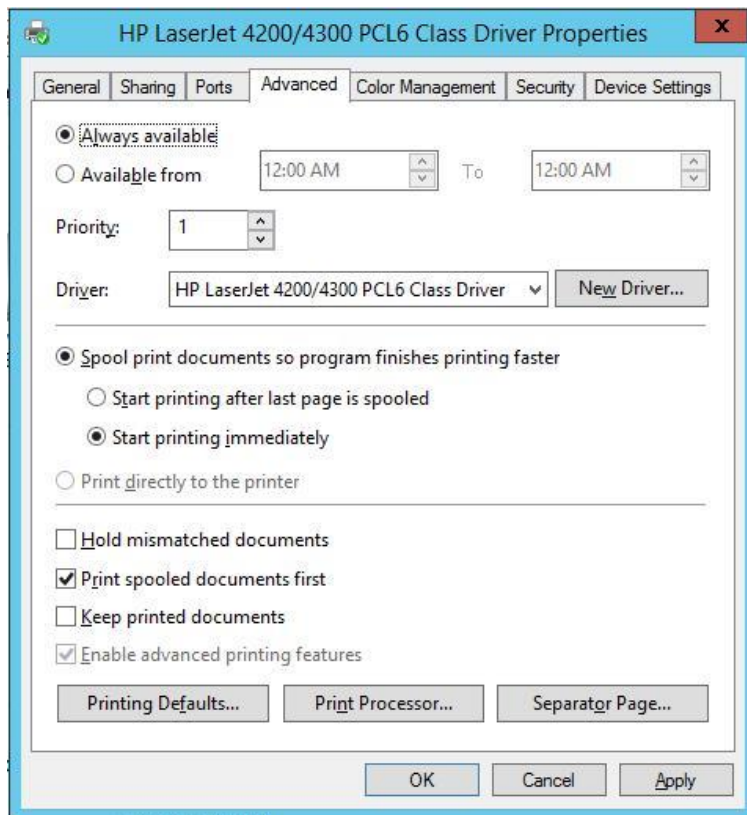 HP LaserJet 4200/4300 PCL6 Class Driver Properties
x
General Sharing Ports Advanced Color Management Security Device Settings
Always available
Available from 12:00 AM To 12:00 AM
Priority: 1
Driver: HP LaserJet 4200/4300 PCL6 Class Driver New Driver...
Spool print documents so program finishes printing faster
Start printing after last page is spooled
Start printing immediately
Print directly to the printer
Hold mismatched documents
Print spooled documents first
Keep printed documents
Enable advanced printing features
Printing Defaults... Print Processor... Separator Page...
OK Cancel Apply